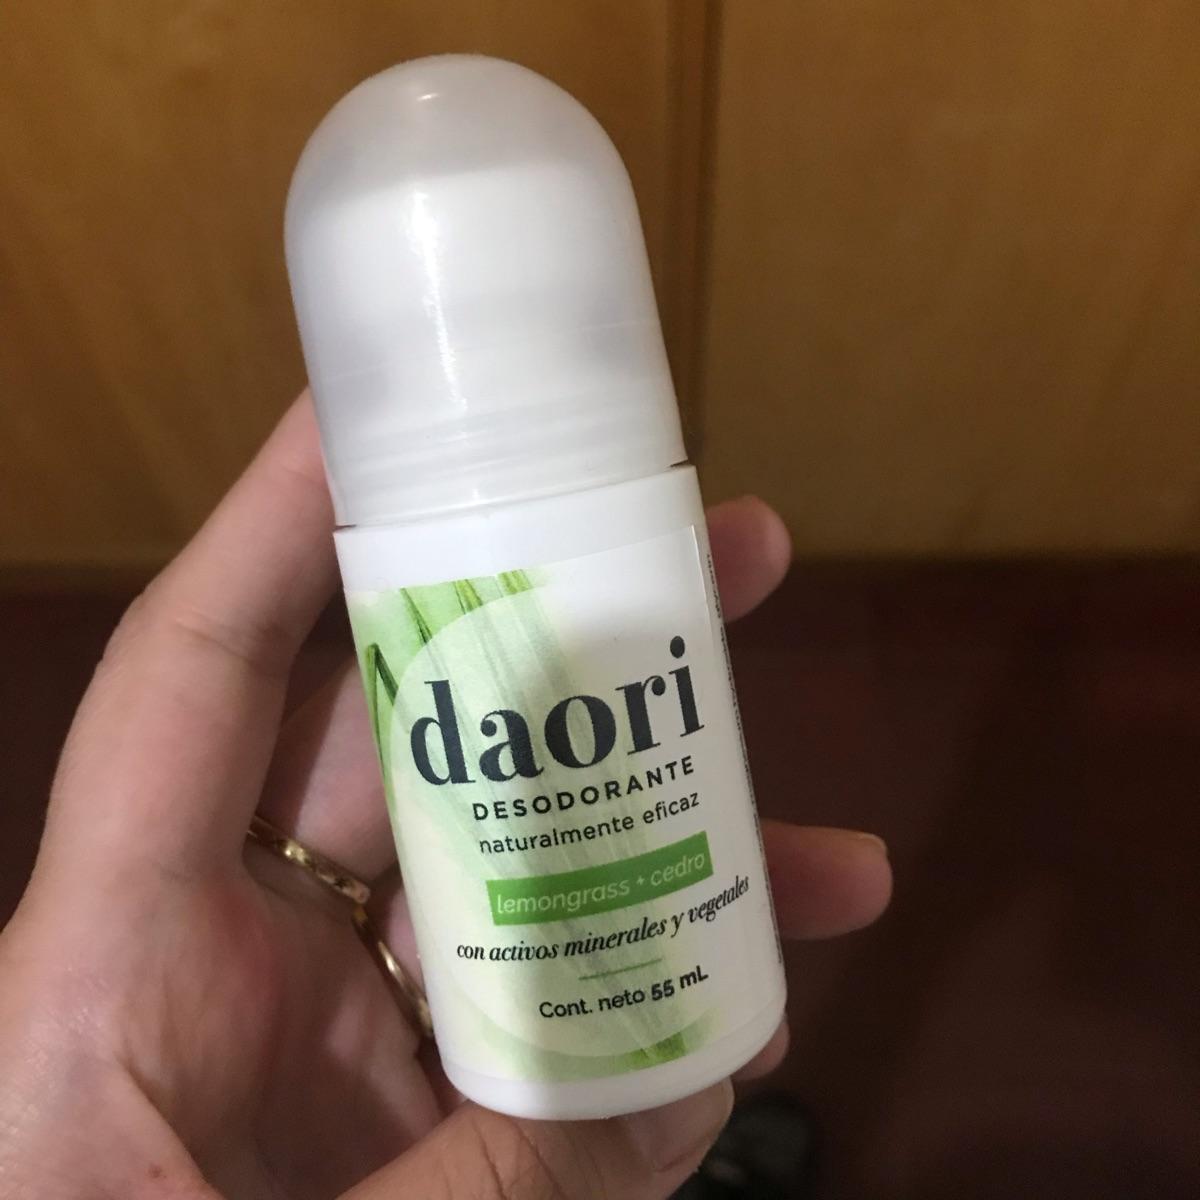 daori
DESODORANTE
naturalmente eficaz
lemongrass + cedro
con activos minerales y vegetales
Cont. neto 55 mL